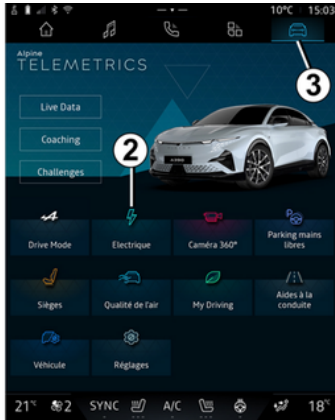 10°C 15:03
3
Alpine
TELEMETRICS
Live Data
Coaching
Challenges
2
Drive Mode
Electrique
Caméra 360°
Parking mains
libres
Sièges
Qualité de l'air
My Driving
Aides à la
conduite
Véhicule
Réglages
21°C 2 SYNC A/C 18°C